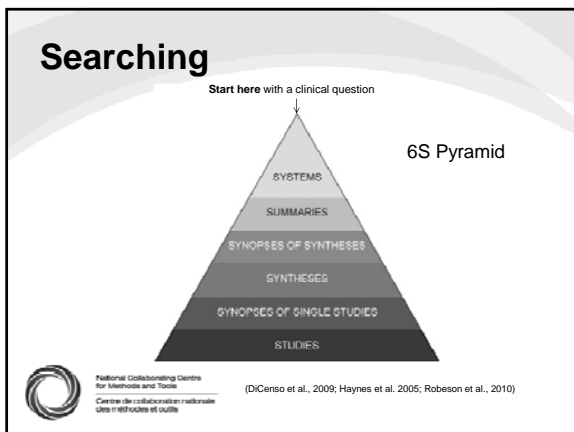 Searching
Start here with a clinical question
6S Pyramid
SYSTEMS
SUMMARIES
SYNOPSES OF SYNTHESES
SYNTHESES
SYNOPSES OF SINGLE STUDIES
STUDIES
National Collaborating Centre
for Methods and Tools
Centre de collaboration nationale
des méthodes et outils
(DiCenso et al., 2009; Haynes et al. 2005; Robeson et al., 2010)